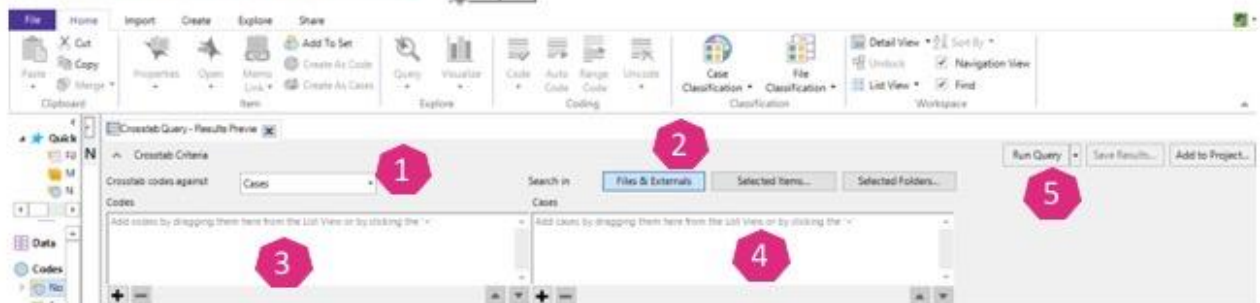 File Home Import Create Explore Share
Cut
Copy
Paste
Merge
Clipboard
Properties
Open
Memo Link
Add To Set
Create As Code
Create As Cases
Item
Query
Visualize
Explore
Code
Auto Code
Range Code
Uncode
Coding
Case Classification
File Classification
Classification
Detail View
Sort By
Undock
Navigation View
List View
Find
Workspace
Quick
N
Crosstab Query - Results Preview
Crosstab Criteria
Run Query
Save Results...
Add to Project...
Crosstab codes against
Cases
1
2
Search in
Files & Externals
Selected Items...
Selected Folders...
5
Codes
Cases
Add codes by dragging them here from the List View or by clicking the '+'
Add cases by dragging them here from the List View or by clicking the '+'
3
4
Data
Codes
No